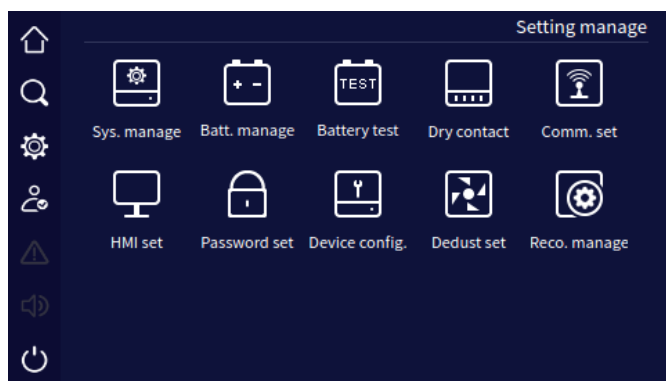 Setting manage
+ -
TEST
Sys. manage Batt. manage Battery test Dry contact Comm. set
HMI set Password set Device config. Dedust set Reco. manage